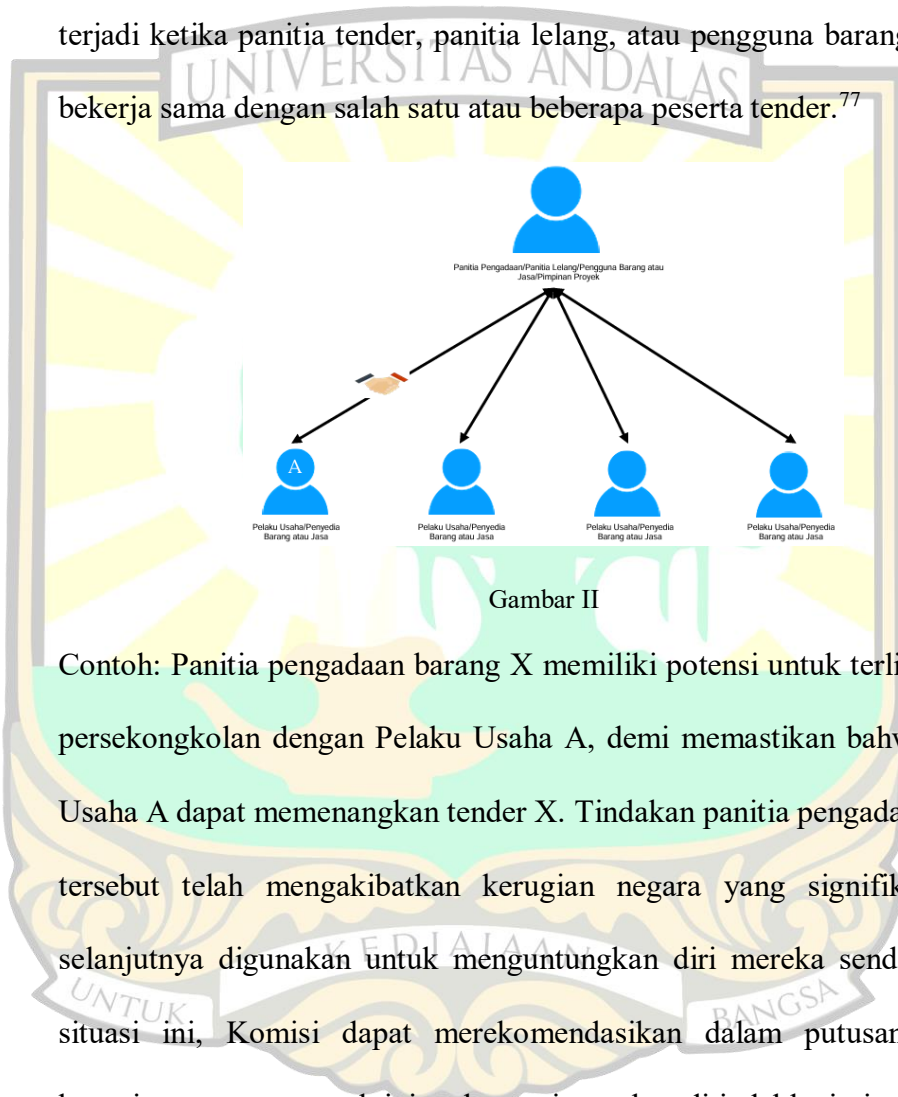 terjadi ketika panitia tender, panitia lelang, atau pengguna barang
UNIVERSITAS ANDALAS
bekerja sama dengan salah satu atau beberapa peserta tender.77
Panitia Pengadaan/Panitia Lelang/Pengguna Barang atau
Jasa/Pimpinan Proyek
A
Pelaku Usaha/Penyedia
Barang atau Jasa
Pelaku Usaha/Penyedia
Barang atau Jasa
Pelaku Usaha/Penyedia
Barang atau Jasa
Pelaku Usaha/Penyedia
Barang atau Jasa
Gambar II
Contoh: Panitia pengadaan barang X memiliki potensi untuk terli
persekongkolan dengan Pelaku Usaha A, demi memastikan bahw
Usaha A dapat memenangkan tender X. Tindakan panitia pengada
tersebut telah mengakibatkan kerugian negara yang signifik
KEDJAJAAN
selanjutnya digunakan untuk menguntungkan diri mereka send
UNTUK
BANGSA
situasi ini, Komisi dapat merekomendasikan dalam putusan